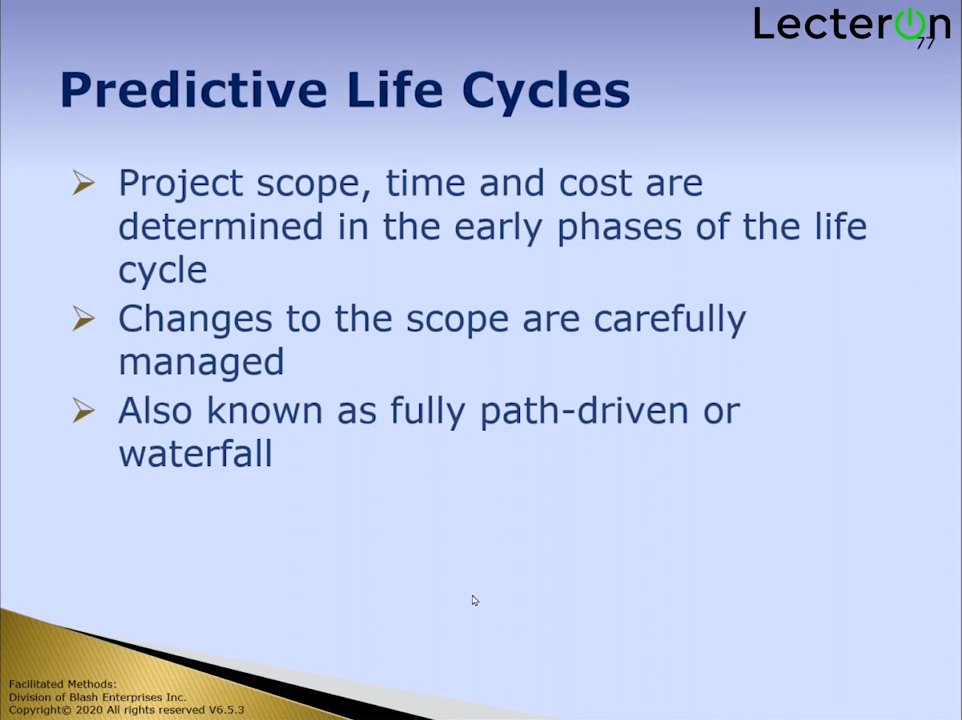 LecterOn
77
Predictive Life Cycles
Project scope, time and cost are
determined in the early phases of the life
cycle
Changes to the scope are carefully
managed
Also known as fully path-driven or
waterfall
Facilitated Methods:
Division of Blash Enterprises Inc.
Copyright© 2020 All rights reserved V6.5.3